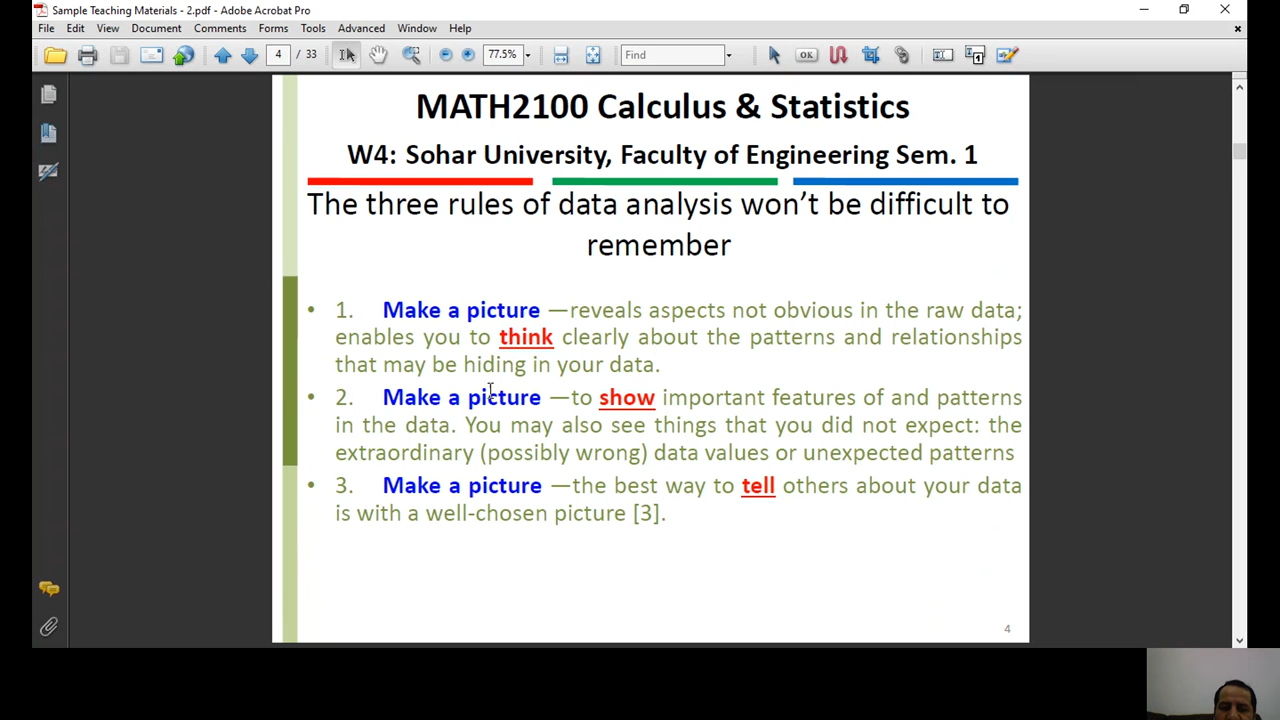 Sample Teaching Materials - 2.pdf - Adobe Acrobat Pro
File Edit View Document Comments Forms Tools Advanced Window Help
4 / 33 77.5% Find OK
MATH2100 Calculus & Statistics
W4: Sohar University, Faculty of Engineering Sem. 1
The three rules of data analysis won’t be difficult to
remember
• 1. Make a picture —reveals aspects not obvious in the raw data;
enables you to think clearly about the patterns and relationships
that may be hiding in your data.
• 2. Make a picture —to show important features of and patterns
in the data. You may also see things that you did not expect: the
extraordinary (possibly wrong) data values or unexpected patterns
• 3. Make a picture —the best way to tell others about your data
is with a well-chosen picture [3].
4